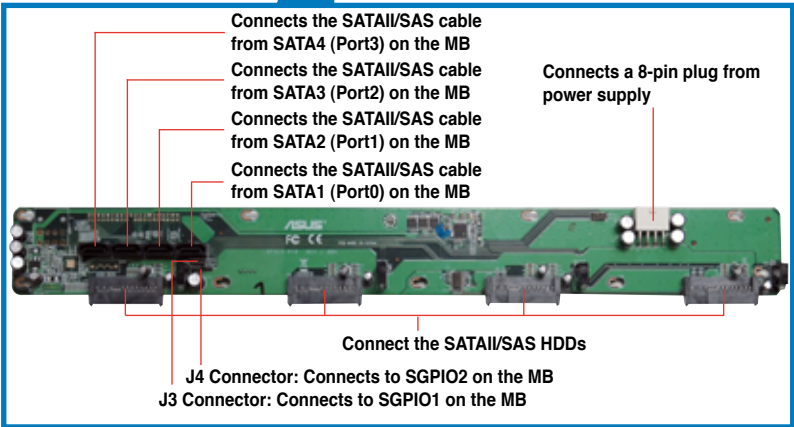 Connects the SATAII/SAS cable
from SATA4 (Port3) on the MB
Connects the SATAII/SAS cable
from SATA3 (Port2) on the MB
Connects the SATAII/SAS cable
from SATA2 (Port1) on the MB
Connects the SATAII/SAS cable
from SATA1 (Port0) on the MB
Connects a 8-pin plug from
power supply
ASUS
FC CE
Connect the SATAII/SAS HDDs
J4 Connector: Connects to SGPIO2 on the MB
J3 Connector: Connects to SGPIO1 on the MB